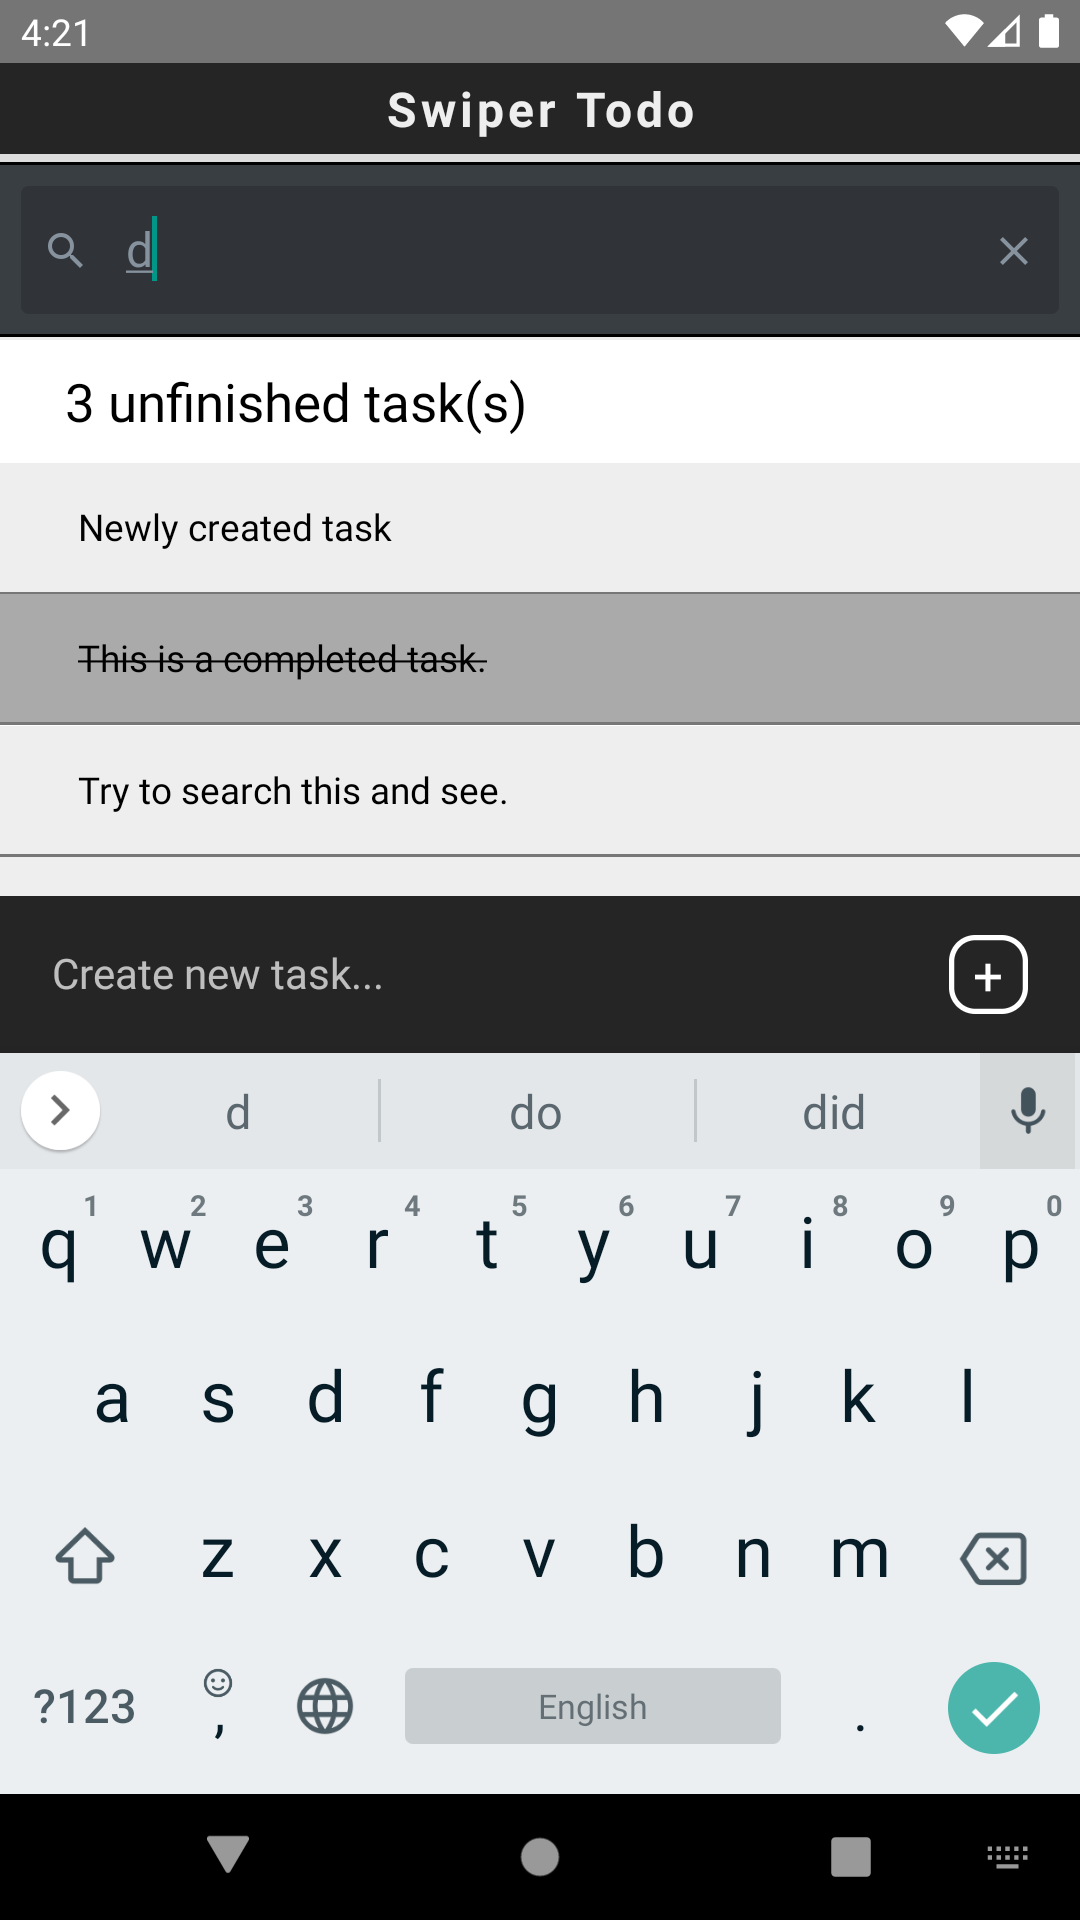 4:21
Swiper Todo
d
3 unfinished task(s)
Newly created task
This is a completed task.
Try to search this and see.
Create new task...
d do did
1 2 3 4 5 6 7 8 9 0
q w e r t y u i o p
a s d f g h j k l
z x c v b n m
?123 , English .